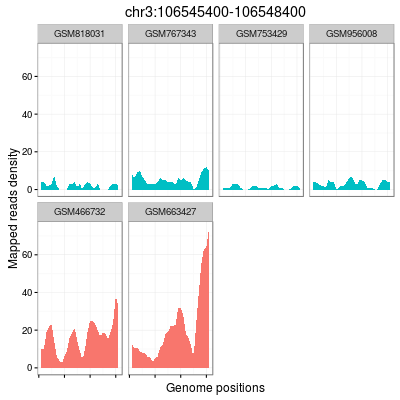 chr3:106545400-106548400
GSM818031 GSM767343 GSM753429 GSM956008
60
40
20
0
Mapped reads density
GSM466732 GSM663427
60
40
20
0
Genome positions